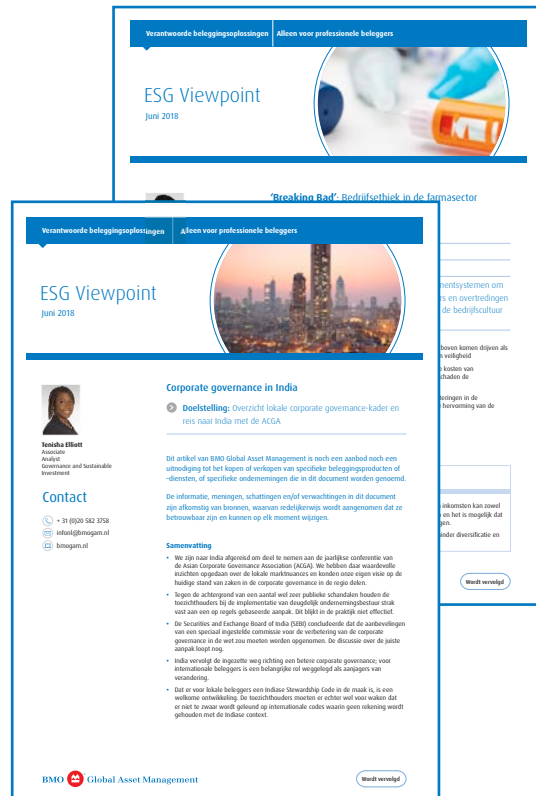 Verantwoorde beleggingsoplossingen Alleen voor professionele beleggers
ESG Viewpoint
Juni 2018
'Breaking Bad': Bedrijfsethiek in de farmasector
mentsystemen om
rs en overtredingen
de bedrijfscultuur
boven komen drijven als
n veiligheid
e kosten van
schaden de
teringen in de
hervorming van de
inkomsten kan zowel
en het is mogelijk dat
gen.
inder diversificatie en
Wordt vervolgd
Verantwoorde beleggingsoplossingen Alleen voor professionele beleggers
ESG Viewpoint
Juni 2018
Tenisha Elliott
Associate
Analyst
Governance and Sustainable
Investment
Contact
+ 31 (0)20 582 3758
infonl@bmogam.nl
bmogam.nl
Corporate governance in India
Doelstelling: Overzicht lokale corporate governance-kader en
reis naar India met de ACGA
Dit artikel van BMO Global Asset Management is noch een aanbod noch een
uitnodiging tot het kopen of verkopen van specifieke beleggingsproducten of
-diensten, of specifieke ondernemingen die in dit document worden genoemd.
De informatie, meningen, schattingen en/of verwachtingen in dit document
zijn afkomstig van bronnen, waarvan redelijkerwijs wordt aangenomen dat ze
betrouwbaar zijn en kunnen op elk moment wijzigen.
Samenvatting
• We zijn naar India afgereisd om deel te nemen aan de jaarlijkse conferentie van
de Asian Corporate Governance Association (ACGA). We hebben daar waardevolle
inzichten opgedaan over de lokale marktnuances en konden onze eigen visie op de
huidige stand van zaken in de corporate governance in de regio delen.
• Tegen de achtergrond van een aantal wel zeer publieke schandalen houden de
toezichthouders bij de implementatie van deugdelijk ondernemingsbestuur strak
vast aan een op regels gebaseerde aanpak. Dit blijkt in de praktijk niet effectief.
• De Securities and Exchange Board of India (SEBI) concludeerde dat de aanbevelingen
van een speciaal ingestelde commissie voor de verbetering van de corporate
governance in de wet zou moeten worden opgenomen. De discussie over de juiste
aanpak loopt nog.
• India vervolgt de ingezette weg richting een betere corporate governance; voor
internationale beleggers is een belangrijke rol weggelegd als aanjagers van
verandering.
• Dat er voor lokale beleggers een Indiase Stewardship Code in de maak is, is een
welkome ontwikkeling. De toezichthouders moeten er echter wel voor waken dat
er niet te zwaar wordt geleund op internationale codes waarin geen rekening wordt
gehouden met de Indiase context.
BMO Global Asset Management
Wordt vervolgd